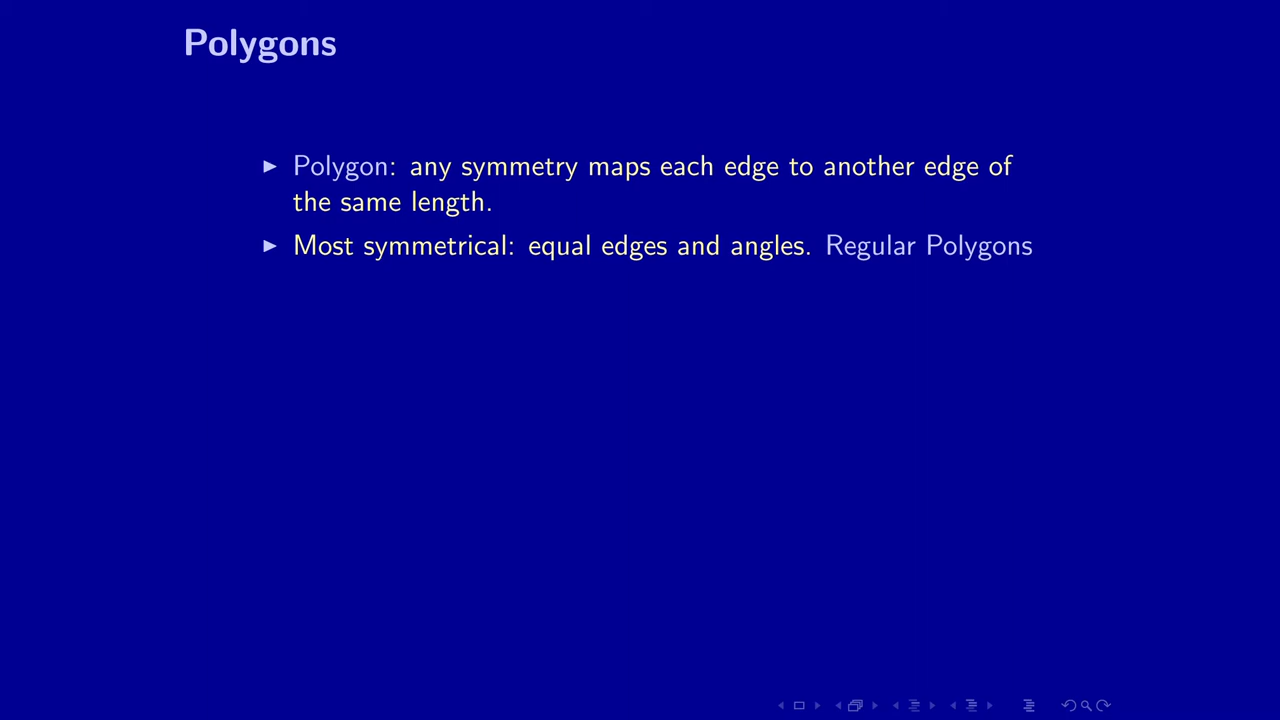 Polygons
Polygon: any symmetry maps each edge to another edge of
the same length.
Most symmetrical: equal edges and angles. Regular Polygons